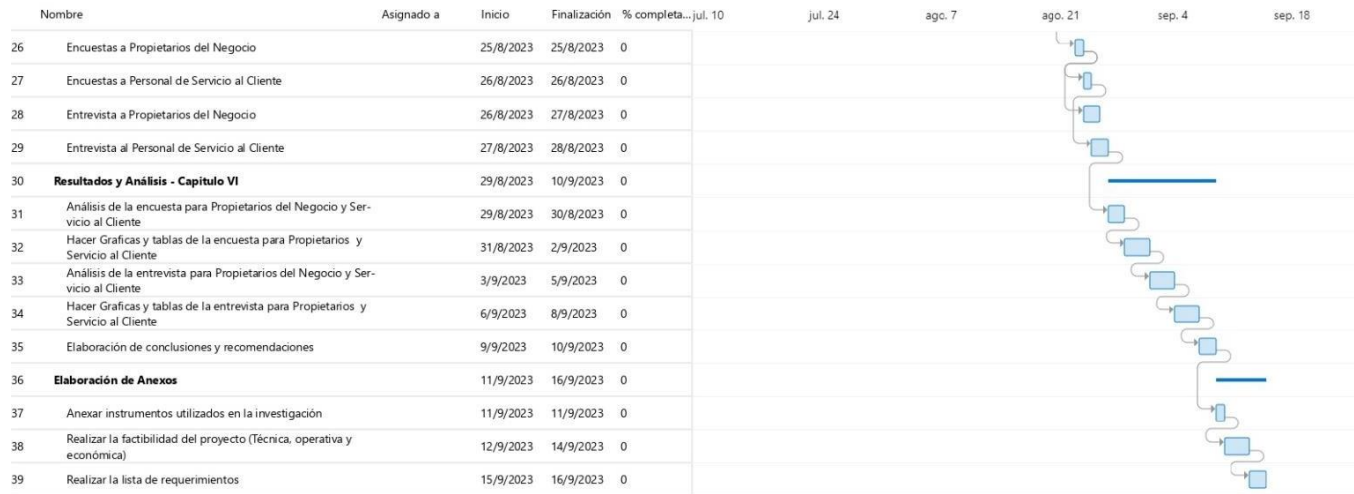 Nombre Asignado a Inicio Finalización % completa... jul. 10 jul. 24 ago. 7 ago. 21 sep. 4 sep. 18
26 Encuestas a Propietarios del Negocio 25/8/2023 25/8/2023 0
27 Encuestas a Personal de Servicio al Cliente 26/8/2023 26/8/2023 0
28 Entrevista a Propietarios del Negocio 26/8/2023 27/8/2023 0
29 Entrevista al Personal de Servicio al Cliente 27/8/2023 28/8/2023 0
30 Resultados y Análisis - Capitulo VI 29/8/2023 10/9/2023 0
31 Análisis de la encuesta para Propietarios del Negocio y Ser-
vicio al Cliente 29/8/2023 30/8/2023 0
32 Hacer Graficas y tablas de la encuesta para Propietarios y
Servicio al Cliente 31/8/2023 2/9/2023 0
33 Análisis de la entrevista para Propietarios del Negocio y Ser-
vicio al Cliente 3/9/2023 5/9/2023 0
34 Hacer Graficas y tablas de la entrevista para Propietarios y
Servicio al Cliente 6/9/2023 8/9/2023 0
35 Elaboración de conclusiones y recomendaciones 9/9/2023 10/9/2023 0
36 Elaboración de Anexos 11/9/2023 16/9/2023 0
37 Anexar instrumentos utilizados en la investigación 11/9/2023 11/9/2023 0
38 Realizar la factibilidad del proyecto (Técnica, operativa y
económica) 12/9/2023 14/9/2023 0
39 Realizar la lista de requerimientos 15/9/2023 16/9/2023 0